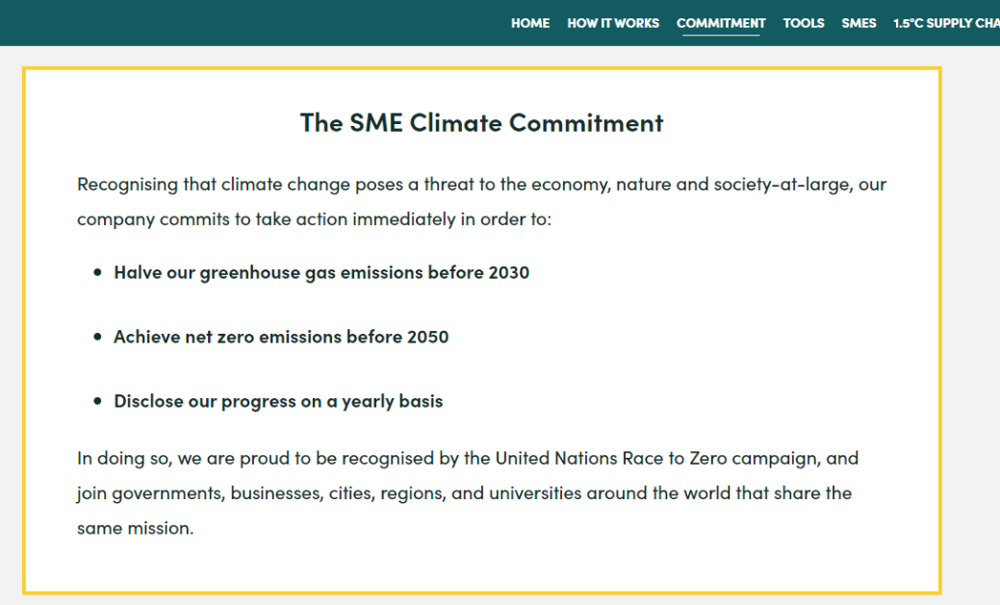 HOME HOW IT WORKS COMMITMENT TOOLS SMES 1.5°C SUPPLY
The SME Climate Commitment
Recognising that climate change poses a threat to the economy, nature and society-at-large, our
company commits to take action immediately in order to:
• Halve our greenhouse gas emissions before 2030
• Achieve net zero emissions before 2050
• Disclose our progress on a yearly basis
In doing so, we are proud to be recognised by the United Nations Race to Zero campaign, and
join governments, businesses, cities, regions, and universities around the world that share the
same mission.